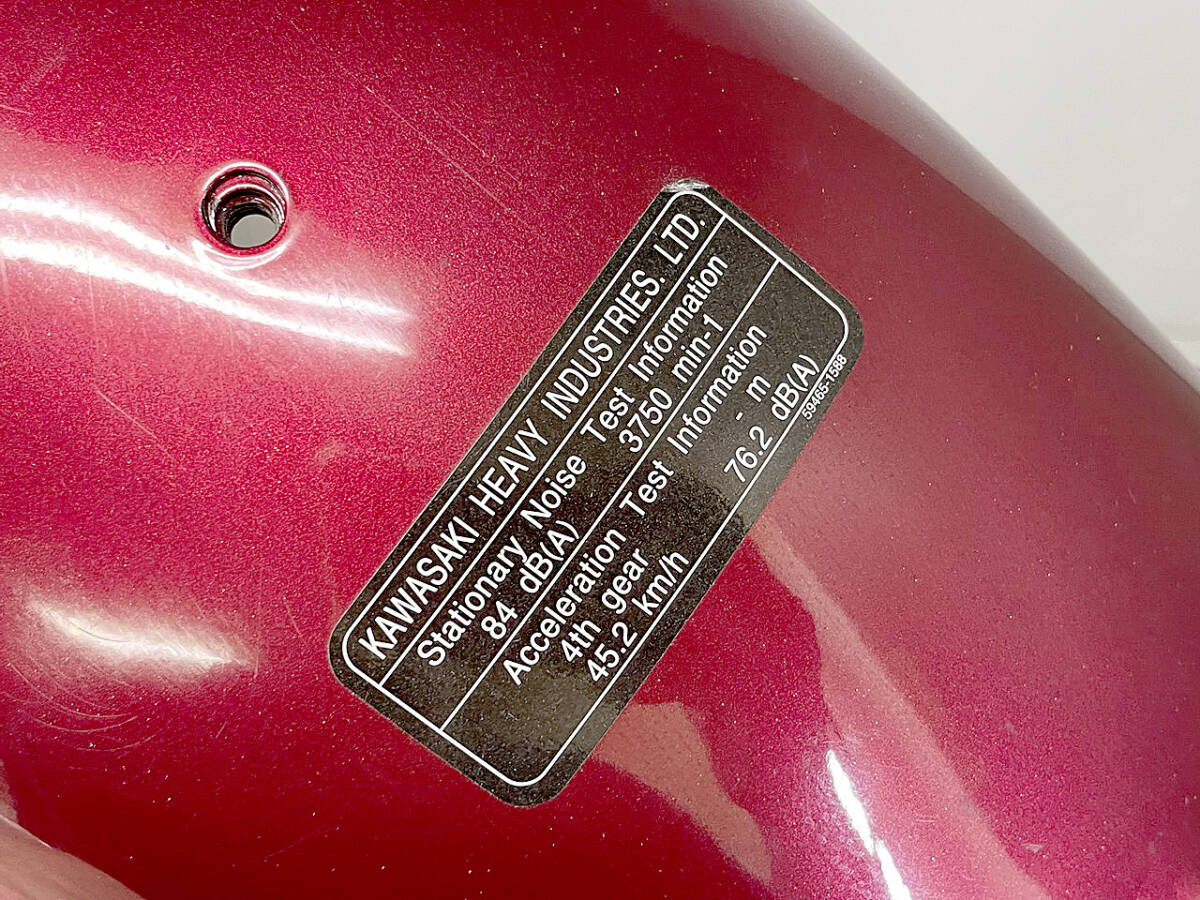 KAWASAKI HEAVY INDUSTRIES. LTD.
Stationary Noise Test Information
84 dB(A) 3750 min-1
Acceleration Test Information
4th gear - m
45.2 km/h 76.2 dB(A)
59465-1588